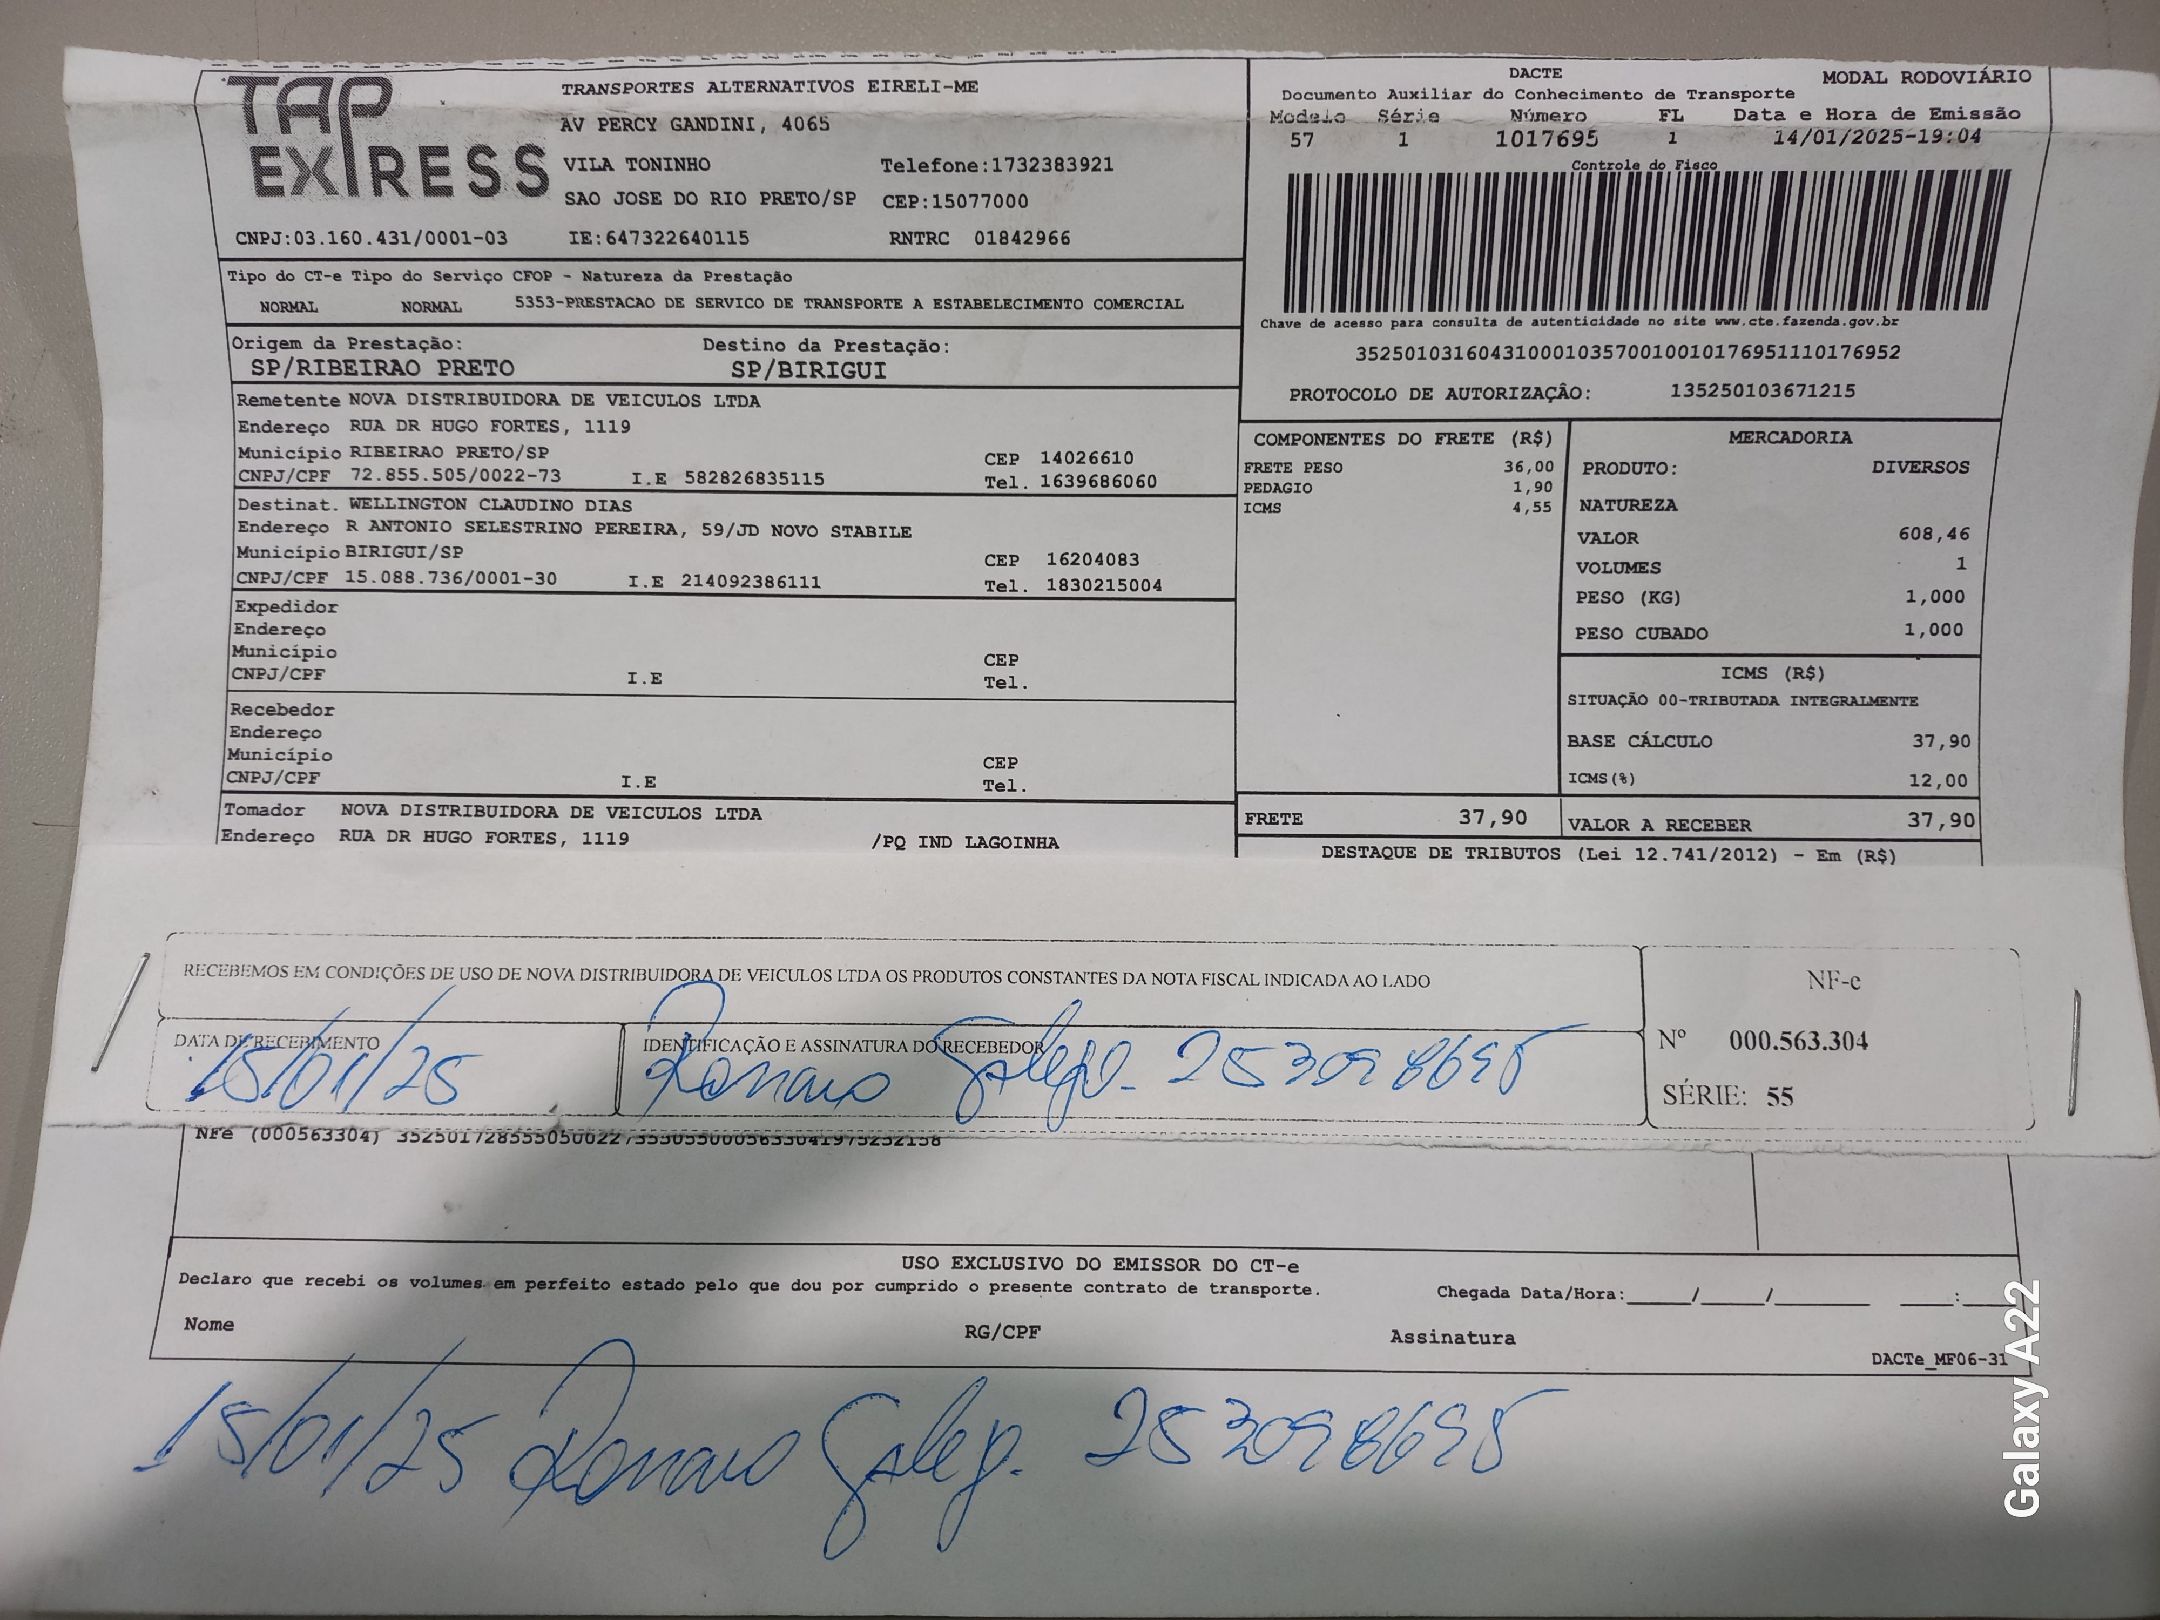 TAP EXPRESS
TRANSPORTES ALTERNATIVOS EIRELI-ME
AV PERCY GANDINI, 4065
VILA TONINHO Telefone:1732383921
SAO JOSE DO RIO PRETO/SP CEP:15077000
CNPJ:03.160.431/0001-03 IE:647322640115 RNTRC 01842966
DACTE MODAL RODOVIÁRIO
Documento Auxiliar do Conhecimento de Transporte
Modelo Série Número FL Data e Hora de Emissão
57 1 1017695 1 14/01/2025-19:04
Controle do Fisco
Chave de acesso para consulta de autenticidade no site www.cte.fazenda.gov.br
35250103160431000103570010010176951110176952
PROTOCOLO DE AUTORIZAÇÂO: 135250103671215
Tipo do CT-e Tipo do Serviço CFOP - Natureza da Prestação
NORMAL NORMAL 5353-PRESTACAO DE SERVICO DE TRANSPORTE A ESTABELECIMENTO COMERCIAL
Origem da Prestação: Destino da Prestação:
SP/RIBEIRAO PRETO SP/BIRIGUI
Remetente NOVA DISTRIBUIDORA DE VEICULOS LTDA
Endereço RUA DR HUGO FORTES, 1119
Município RIBEIRAO PRETO/SP CEP 14026610
CNPJ/CPF 72.855.505/0022-73 I.E 582826835115 Tel. 1639686060
Destinat. WELLINGTON CLAUDINO DIAS
Endereço R ANTONIO SELESTRINO PEREIRA, 59/JD NOVO STABILE
Município BIRIGUI/SP CEP 16204083
CNPJ/CPF 15.088.736/0001-30 I.E 214092386111 Tel. 1830215004
Expedidor
Endereço
Município CEP
CNPJ/CPF I.E Tel.
Recebedor
Endereço
Município CEP
CNPJ/CPF I.E Tel.
Tomador NOVA DISTRIBUIDORA DE VEICULOS LTDA
Endereço RUA DR HUGO FORTES, 1119 /PQ IND LAGOINHA
COMPONENTES DO FRETE (R$)
FRETE PESO 36,00
PEDAGIO 1,90
ICMS 4,55
FRETE 37,90
MERCADORIA
PRODUTO: DIVERSOS
NATUREZA
VALOR 608,46
VOLUMES 1
PESO (KG) 1,000
PESO CUBADO 1,000
ICMS (R$)
SITUAÇÃO 00-TRIBUTADA INTEGRALMENTE
BASE CÁLCULO 37,90
ICMS(%) 12,00
VALOR A RECEBER 37,90
DESTAQUE DE TRIBUTOS (Lei 12.741/2012) - Em (R$)
RECEBEMOS EM CONDIÇÕES DE USO DE NOVA DISTRIBUIDORA DE VEICULOS LTDA OS PRODUTOS CONSTANTES DA NOTA FISCAL INDICADA AO LADO
DATA DE RECEBIMENTO IDENTIFICAÇÃO E ASSINATURA DO RECEBEDOR
15/01/25
NF-e
Nº 000.563.304
SÉRIE: 55
NFe (000563304)
USO EXCLUSIVO DO EMISSOR DO CT-e
Declaro que recebi os volumes em perfeito estado pelo que dou por cumprido o presente contrato de transporte. Chegada Data/Hora:_____/_____/_______ ____:____
Nome RG/CPF Assinatura
DACTe_MF06-31
15/01/25
Galaxy A22